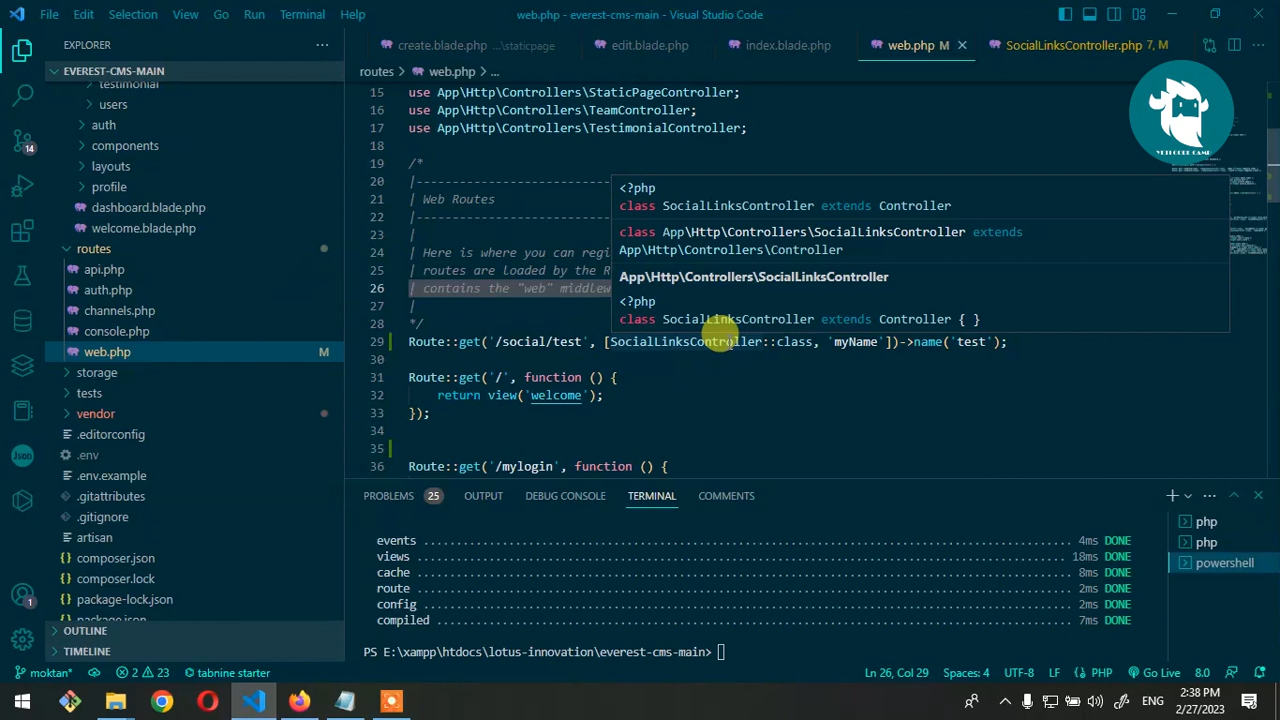 File Edit Selection View Go Run Terminal Help
web.php - everest-cms-main - Visual Studio Code
EXPLORER
EVEREST-CMS-MAIN
testimonial
users
auth
components
layouts
profile
dashboard.blade.php
welcome.blade.php
routes
api.php
auth.php
channels.php
console.php
web.php M
storage
tests
vendor
.editorconfig
.env
.env.example
.gitattributes
.gitignore
artisan
composer.json
composer.lock
package-lock.json
package.json
OUTLINE
TIMELINE
14
Json
1
create.blade.php ...\staticpage
edit.blade.php
index.blade.php
web.php M
SocialLinksController.php 7, M
routes > web.php > ...
YETI CODE CAMP
15 use App\Http\Controllers\StaticPageController;
16 use App\Http\Controllers\TeamController;
17 use App\Http\Controllers\TestimonialController;
18
19 /*
20 |--------------------------------
21 | Web Routes
22 |--------------------------------
23 |
24 | Here is where you can regi
25 | routes are loaded by the R
26 | contains the "web" middlew
27 |
28 */
29 Route::get('/social/test', [SocialLinksController::class, 'myName'])->name('test');
30
31 Route::get('/', function () {
32 return view('welcome');
33 });
34
35
36 Route::get('/mylogin', function () {
<?php
class SocialLinksController extends Controller
class App\Http\Controllers\SocialLinksController extends
App\Http\Controllers\Controller
App\Http\Controllers\SocialLinksController
<?php
class SocialLinksController extends Controller { }
PROBLEMS 25 OUTPUT DEBUG CONSOLE TERMINAL COMMENTS
php
php
powershell
events 4ms DONE
views 18ms DONE
cache 8ms DONE
route 2ms DONE
config 2ms DONE
compiled 7ms DONE
PS E:\xampp\htdocs\lotus-innovation\everest-cms-main>
moktan* 2 23 tabnine starter
Ln 26, Col 29 Spaces: 4 UTF-8 LF PHP Go Live 8.0
ENG
2:38 PM
2/27/2023